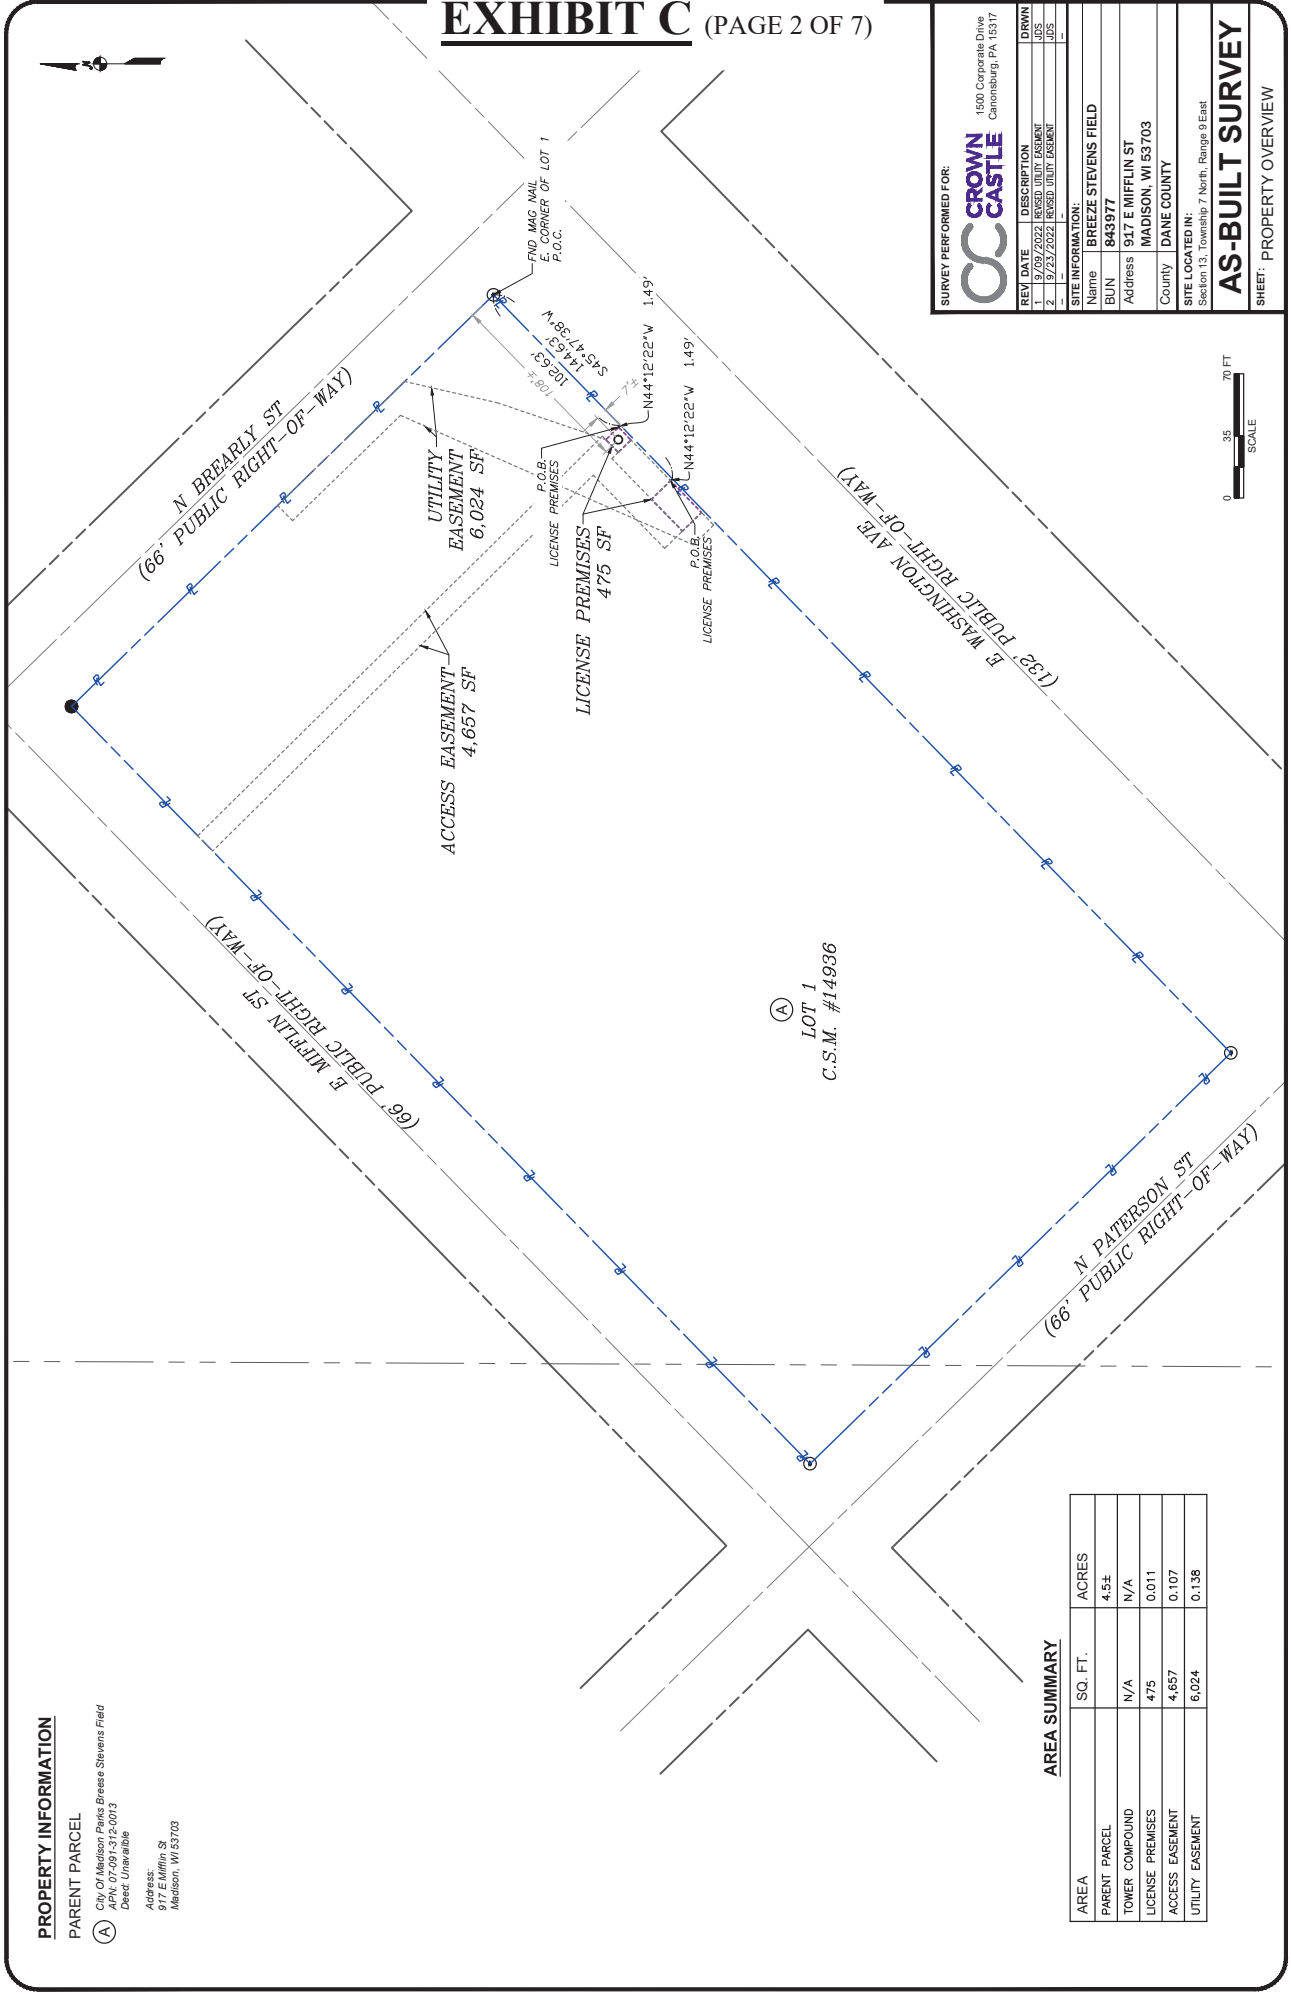 EXHIBIT C (PAGE 2 OF 7)
PROPERTY INFORMATION
PARENT PARCEL
A
City Of Madison Parks Breese Stevens Field
APN: 07-091-312-0013
Deed: Unavailible
Address:
917 E Mifflin St
Madison, WI 53703
N BREARLY ST
(66' PUBLIC RIGHT-OF-WAY)
FND MAG NAIL
E. CORNER OF LOT 1
P.O.C.
S45°47'38"W
144.63'
102.63'
108'±
7'±
N44°12'22"W 1.49'
N44°12'22"W 1.49'
UTILITY
EASEMENT
6,024 SF
P.O.B.
LICENSE PREMISES
LICENSE PREMISES
475 SF
P.O.B.
LICENSE PREMISES
ACCESS EASEMENT
4,657 SF
E MIFFLIN ST
(66' PUBLIC RIGHT-OF-WAY)
E WASHINGTON AVE
(132' PUBLIC RIGHT-OF-WAY)
A
LOT 1
C.S.M. #14936
N PATERSON ST
(66' PUBLIC RIGHT-OF-WAY)
AREA SUMMARY
AREA SQ. FT. ACRES
PARENT PARCEL 4.5±
TOWER COMPOUND N/A N/A
LICENSE PREMISES 475 0.011
ACCESS EASEMENT 4,657 0.107
UTILITY EASEMENT 6,024 0.138
0 35 70 FT
SCALE
SURVEY PERFORMED FOR:
CROWN
CASTLE
1500 Corporate Drive
Canonsburg, PA 15317
REV DATE DESCRIPTION DRWN
1 9/09/2022 REVISED UTILITY EASEMENT JDS
2 9/23/2022 REVISED UTILITY EASEMENT JDS
- - - -
SITE INFORMATION:
Name BREEZE STEVENS FIELD
BUN 843977
Address 917 E MIFFLIN ST
MADISON, WI 53703
County DANE COUNTY
SITE LOCATED IN:
Section 13, Township 7 North, Range 9 East
AS-BUILT SURVEY
SHEET: PROPERTY OVERVIEW